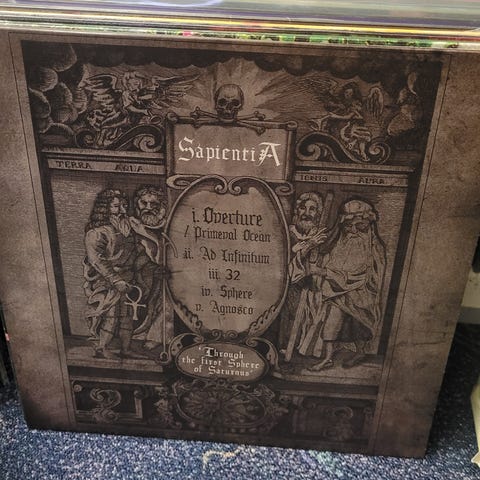 SapientiA
TERRA AQUA
IGNIS AURA
i. Overture
/ Primeval Ocean
ii. Ad Infinitum
iii. 32
iv. Sphere
v. Agnosco
"Through
the first Sphere
of Saturnus"